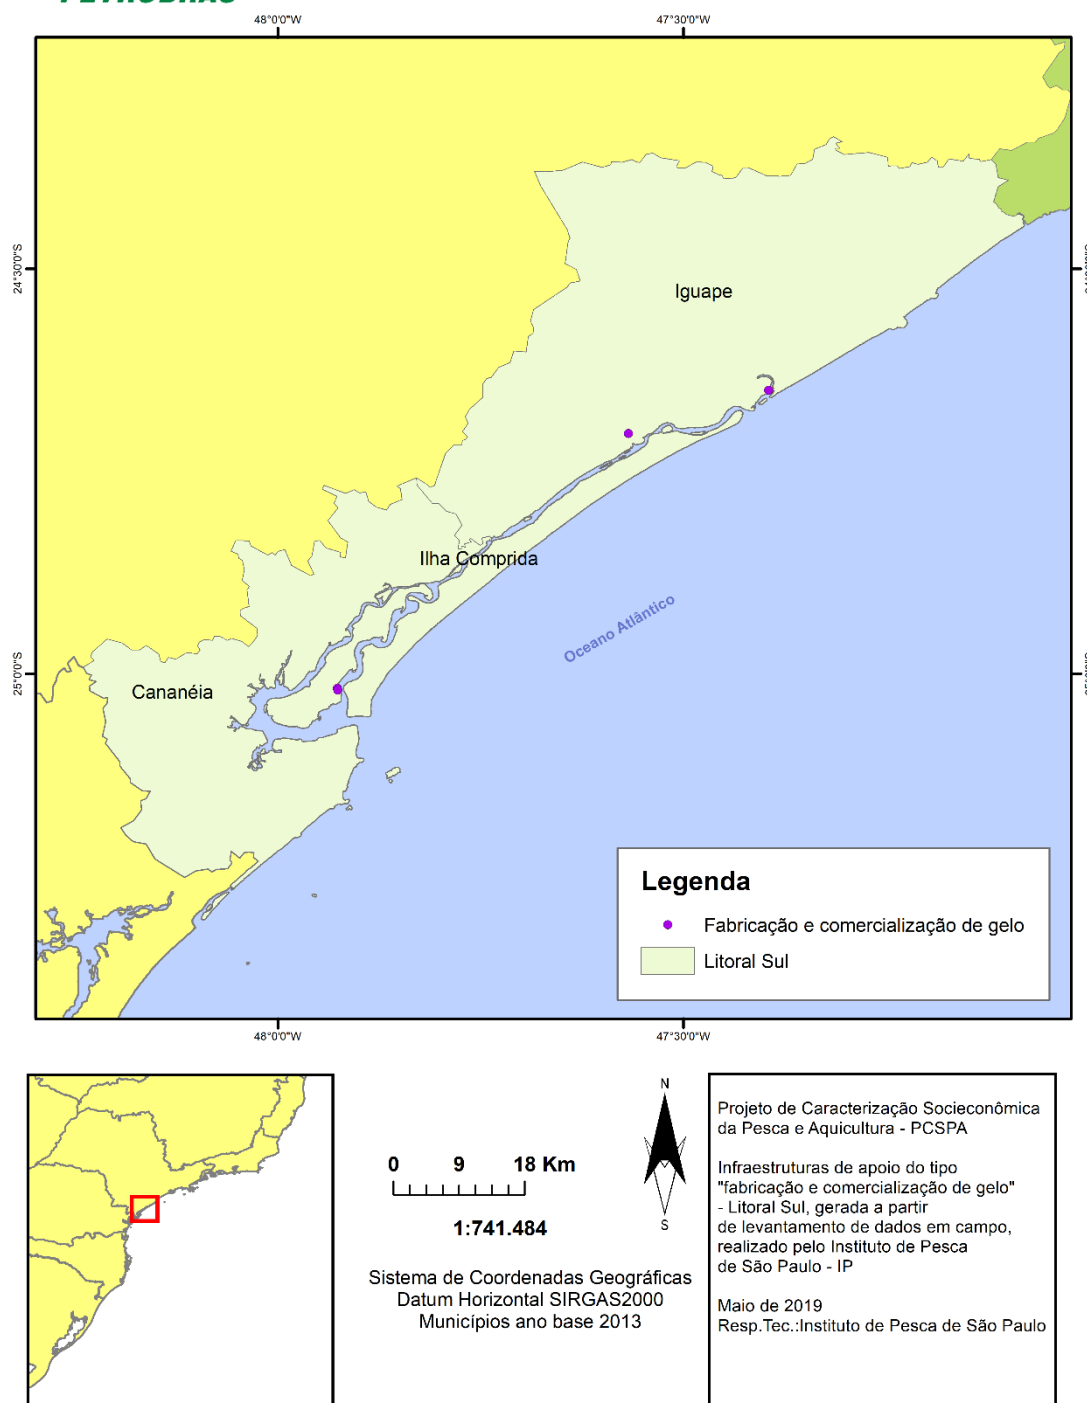 PETROBRAS
48°0'0"W
47°30'0"W
24°30'0"S
Iguape
Ilha Comprida
Oceano Atlântico
25°0'0"S
Cananéia
Legenda
Fabricação e comercialização de gelo
Litoral Sul
48°0'0"W
47°30'0"W
N
S
0 9 18 Km
1:741.484
Sistema de Coordenadas Geográficas
Datum Horizontal SIRGAS2000
Municípios ano base 2013
Projeto de Caracterização Socieconômica
da Pesca e Aquicultura - PCSPA
Infraestruturas de apoio do tipo
"fabricação e comercialização de gelo"
- Litoral Sul, gerada a partir
de levantamento de dados em campo,
realizado pelo Instituto de Pesca
de São Paulo - IP
Maio de 2019
Resp.Tec.:Instituto de Pesca de São Paulo